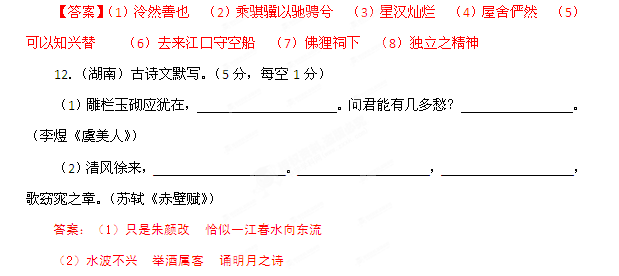 【答案】(1) 泠然善也 (2) 乘骐骥以驰骋兮 (3) 星汉灿烂 (4) 屋舍俨然 (5)
可以知兴替 (6) 去来江口守空船 (7) 佛狸祠下 (8) 独立之精神
12.(湖南) 古诗文默写。(5 分，每空 1 分)
(1) 雕栏玉砌应犹在，________________。问君能有几多愁？________________。
(李煜《虞美人》)
(2) 清风徐来，________________。________________，________________，
歌窈窕之章。(苏轼《赤壁赋》)
答案：(1) 只是朱颜改 恰似一江春水向东流
(2) 水波不兴 举酒属客 诵明月之诗